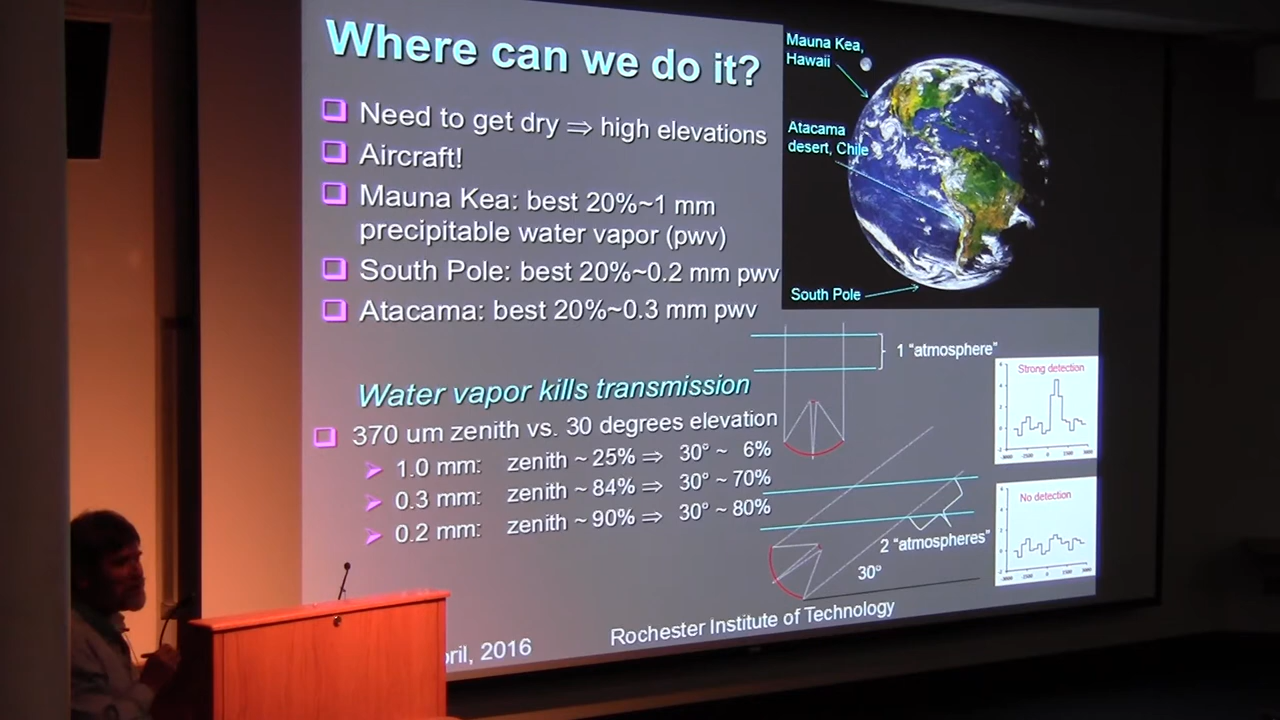 Where can we do it?
Need to get dry ⇒ high elevations
Aircraft!
Mauna Kea: best 20%~1 mm
precipitable water vapor (pwv)
South Pole: best 20%~0.2 mm pwv
Atacama: best 20%~0.3 mm pwv
Water vapor kills transmission
370 um zenith vs. 30 degrees elevation
1.0 mm: zenith ~ 25% ⇒ 30° ~ 6%
0.3 mm: zenith ~ 84% ⇒ 30° ~ 70%
0.2 mm: zenith ~ 90% ⇒ 30° ~ 80%
Mauna Kea,
Hawaii
Atacama
desert, Chile
South Pole
1 "atmosphere"
Strong detection
No detection
2 "atmospheres"
30°
Rochester Institute of Technology
ril, 2016